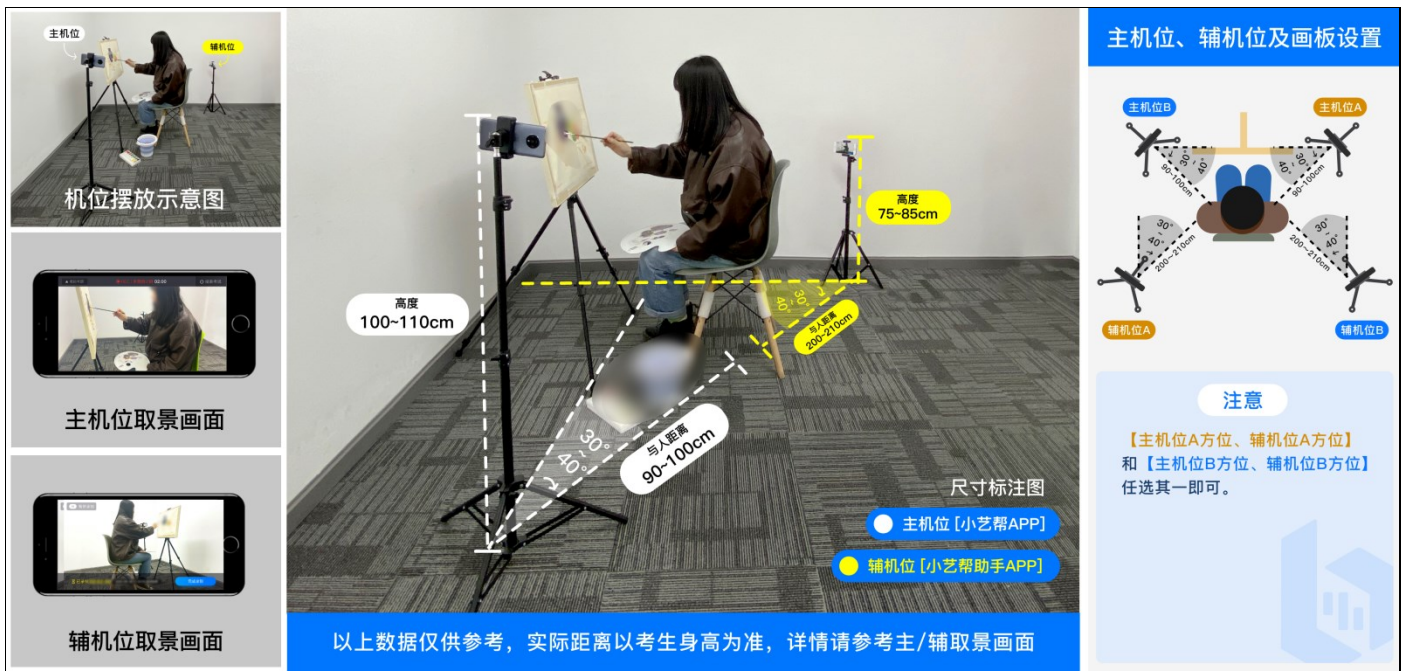 主机位
辅机位
机位摆放示意图
主机位取景画面
辅机位取景画面
高度
100~110cm
高度
75~85cm
30°
~
40°
与人距离
200~210cm
30°
~
40°
与人距离
90~100cm
尺寸标注图
主机位 [小艺帮APP]
辅机位 [小艺帮助手APP]
以上数据仅供参考，实际距离以考生身高为准，详情请参考主/辅取景画面
主机位、辅机位及画板设置
主机位B
主机位A
30°
~
40°
90~100cm
30°
~
40°
90~100cm
30°
~
40°
200~210cm
30°
~
40°
200~210cm
辅机位A
辅机位B
注意
【主机位A方位、辅机位A方位】
和【主机位B方位、辅机位B方位】
任选其一即可。